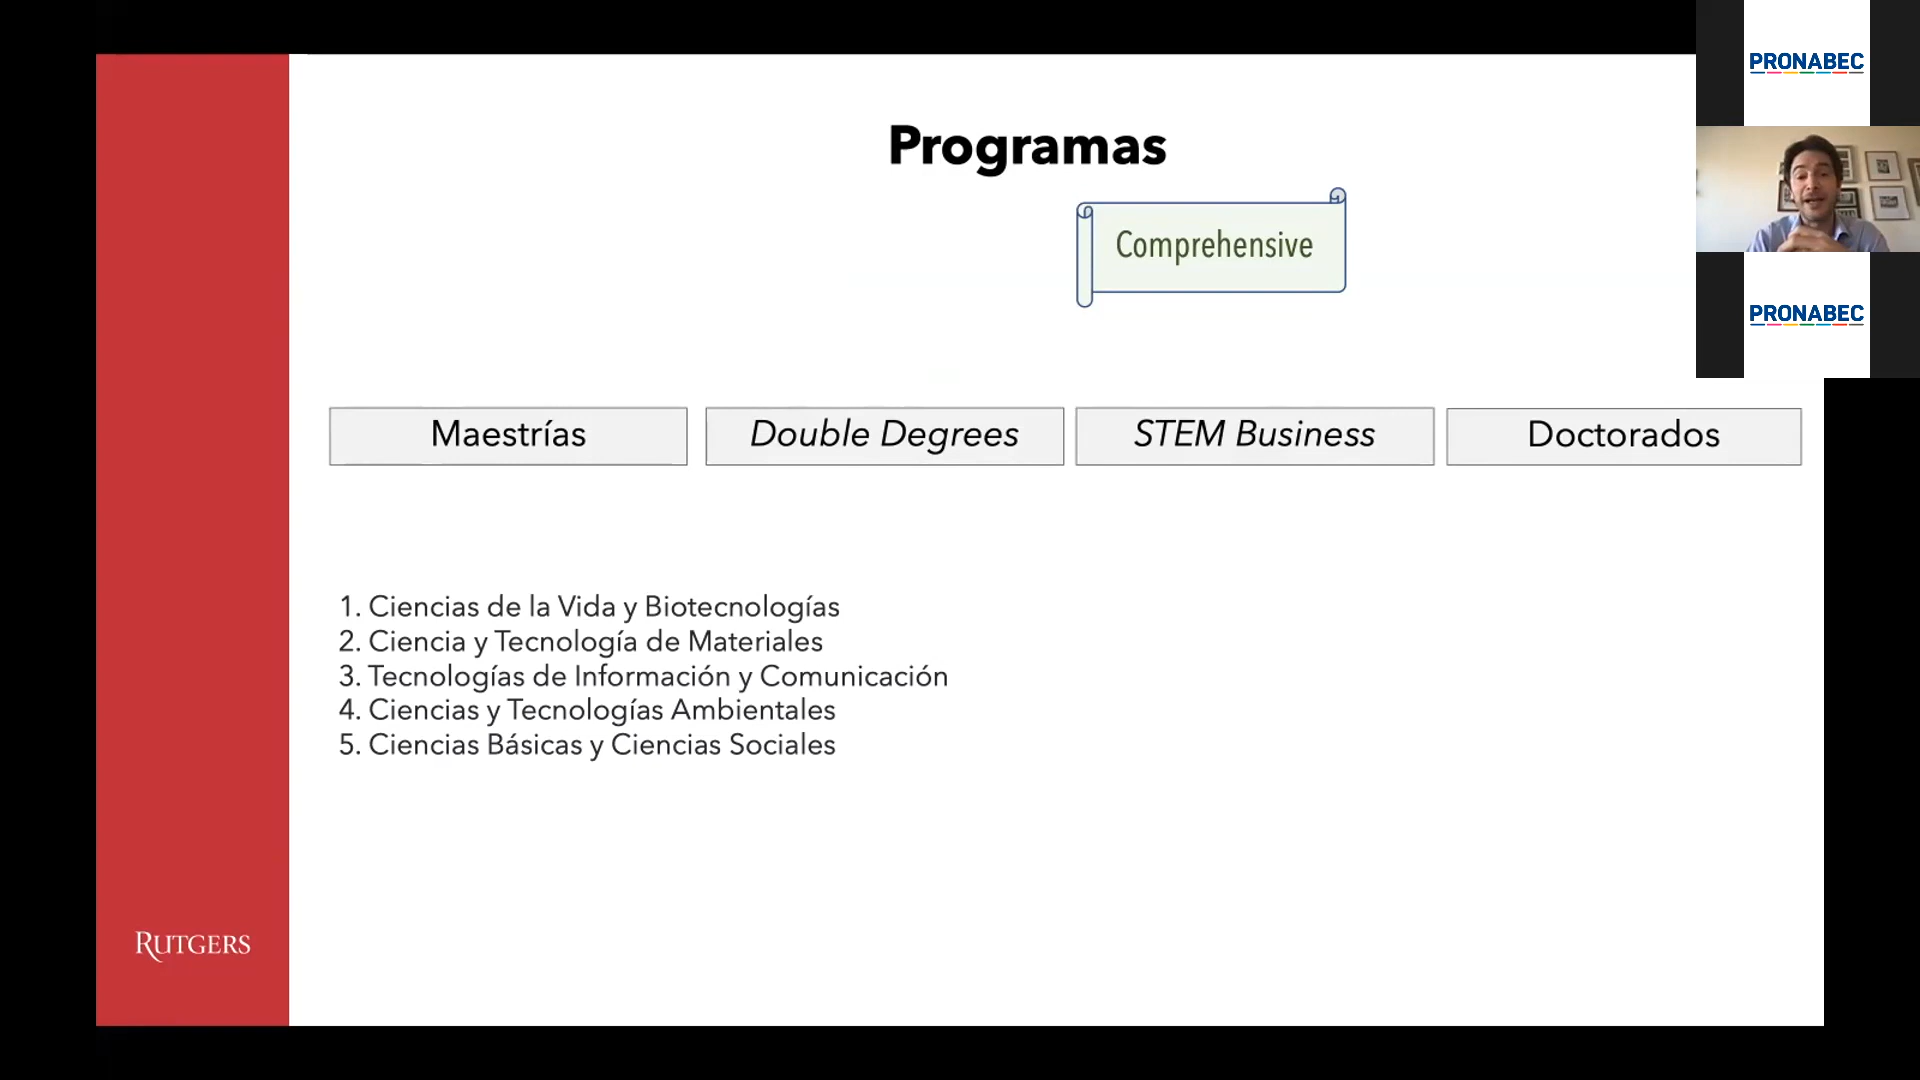 Programas
Comprehensive
Maestrías
Double Degrees
STEM Business
Doctorados
1. Ciencias de la Vida y Biotecnologías
2. Ciencia y Tecnología de Materiales
3. Tecnologías de Información y Comunicación
4. Ciencias y Tecnologías Ambientales
5. Ciencias Básicas y Ciencias Sociales
RUTGERS
PRONABEC
PRONABEC